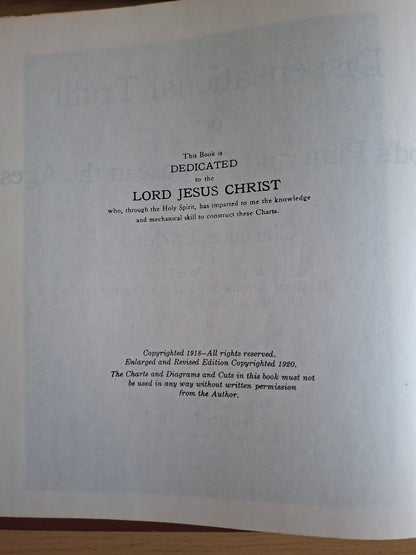 This Book is
DEDICATED
to the
LORD JESUS CHRIST
who, through the Holy Spirit, has imparted to me the knowledge
and mechanical skill to construct these Charts.
Copyrighted 1918--All rights reserved.
Enlarged and Revised Edition Copyrighted 1920.
The Charts and Diagrams and Cuts in this book must not
be used in any way without written permission
from the Author.